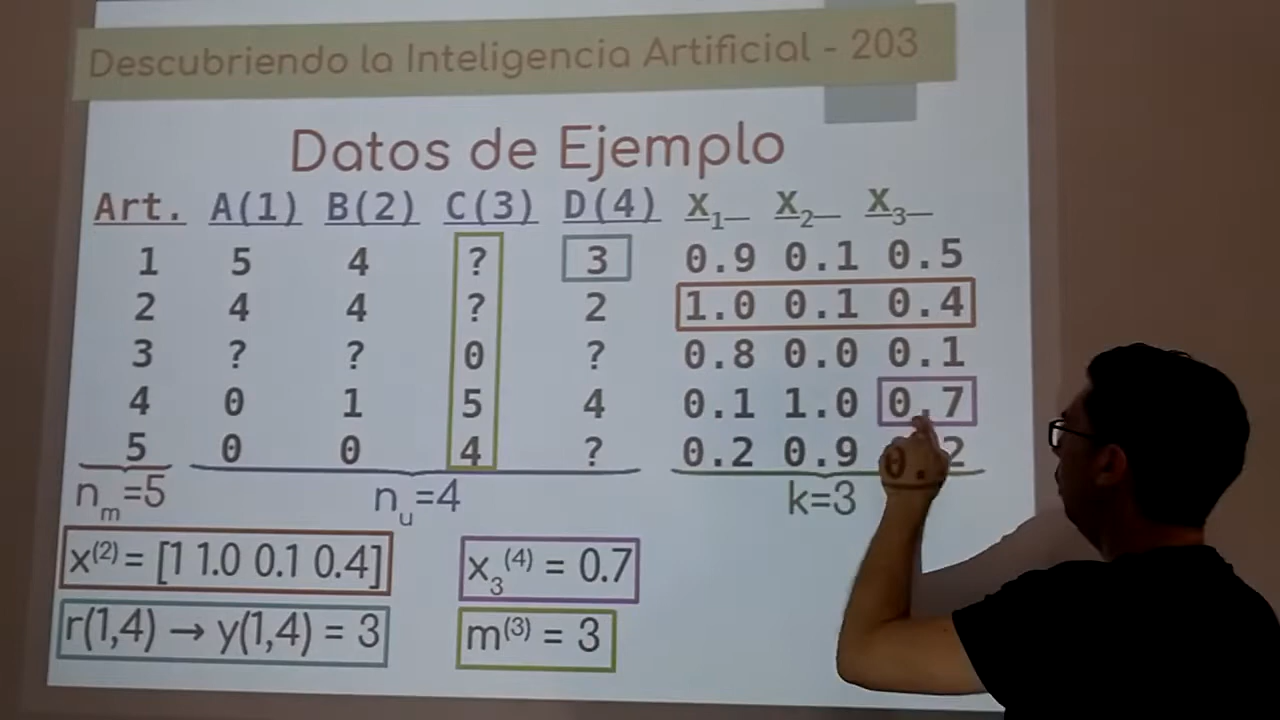 Descubriendo la Inteligencia Artificial - 203
Datos de Ejemplo
Art. A(1) B(2) C(3) D(4) X₁ X₂ X₃
1 5 4 ? 3 0.9 0.1 0.5
2 4 4 ? 2 1.0 0.1 0.4
3 ? ? 0 ? 0.8 0.0 0.1
4 0 1 5 4 0.1 1.0 0.7
5 0 0 4 ? 0.2 0.9 0.2
nₘ=5 nᵤ=4 k=3
x⁽²⁾ = [1 1.0 0.1 0.4] x₃⁽⁴⁾ = 0.7
r(1,4) → y(1,4) = 3 m⁽³⁾ = 3